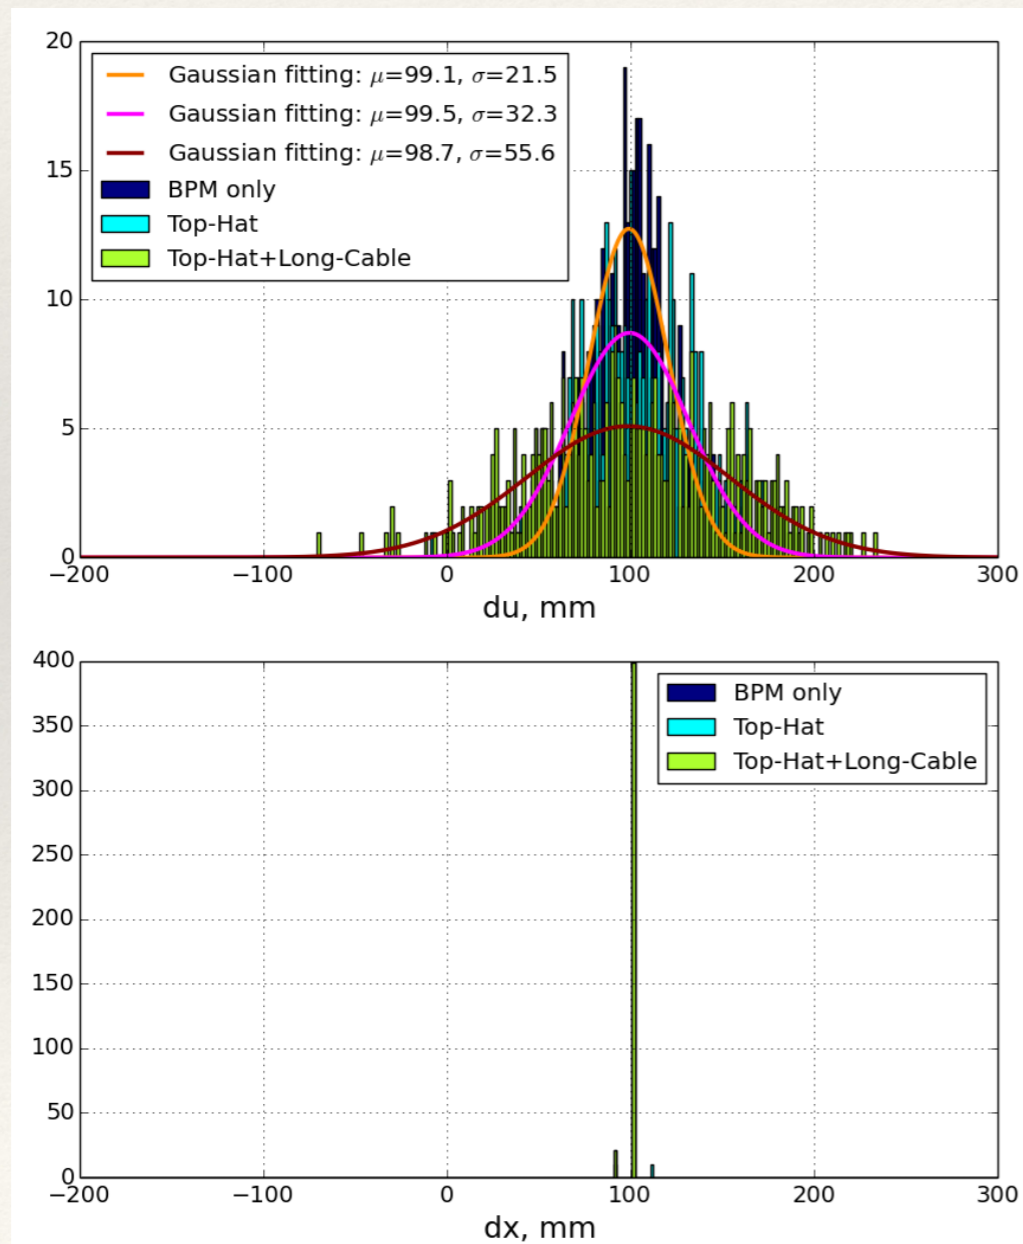 20
15
10
5
0
Gaussian fitting: μ=99.1, σ=21.5
Gaussian fitting: μ=99.5, σ=32.3
Gaussian fitting: μ=98.7, σ=55.6
BPM only
Top-Hat
Top-Hat+Long-Cable
−200 −100 0 100 200 300
du, mm
400
350
300
250
200
150
100
50
0
BPM only
Top-Hat
Top-Hat+Long-Cable
−200 −100 0 100 200 300
dx, mm